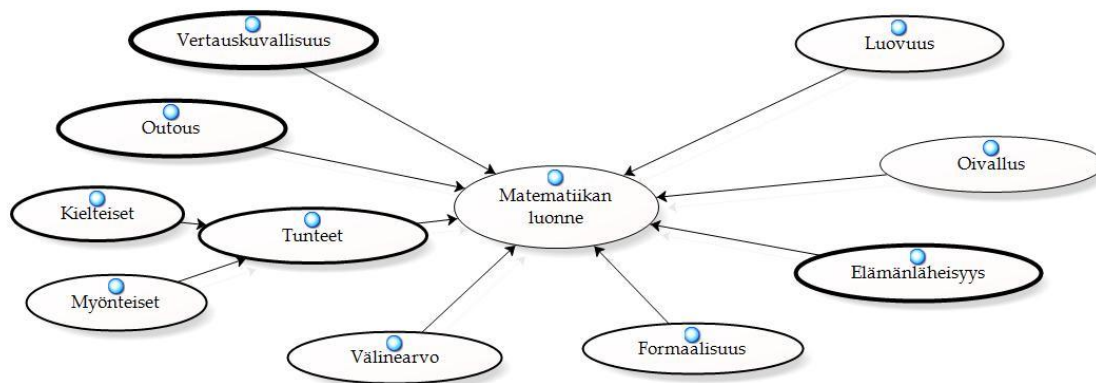 Vertauskuvallisuus
Luovuus
Outous
Oivallus
Matematiikan
luonne
Kielteiset
Tunteet
Elämänläheisyys
Myönteiset
Välinearvo
Formaalisuus